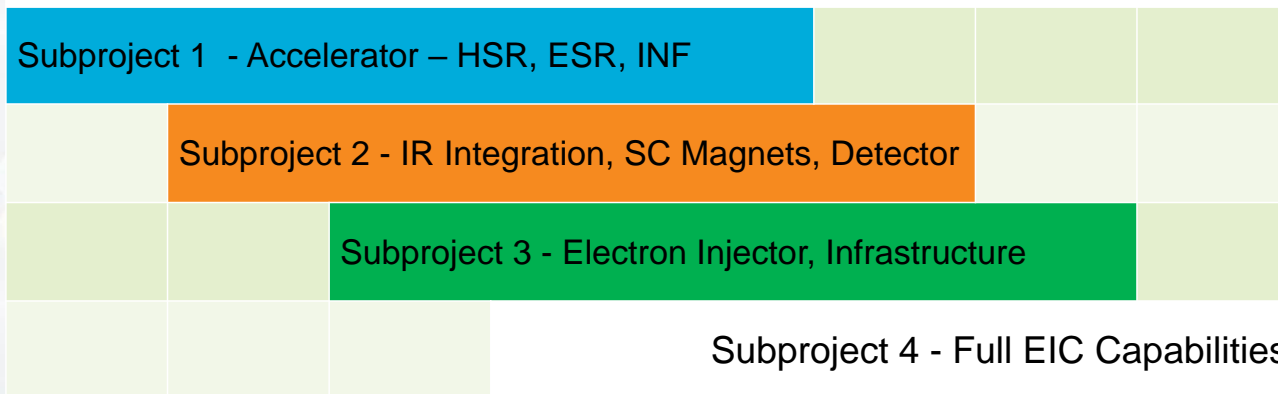 Subproject 1 - Accelerator – HSR, ESR, INF
Subproject 2 - IR Integration, SC Magnets, Detector
Subproject 3 - Electron Injector, Infrastructure
Subproject 4 - Full EIC Capabilities